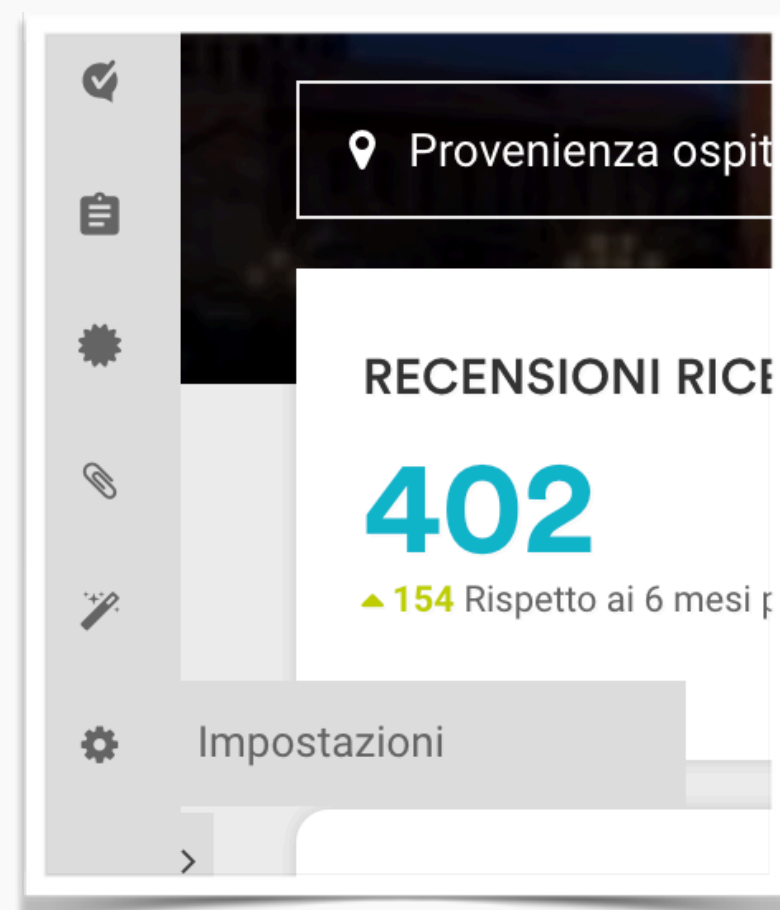 Provenienza ospit
RECENSIONI RICE
402
154 Rispetto ai 6 mesi
Impostazioni